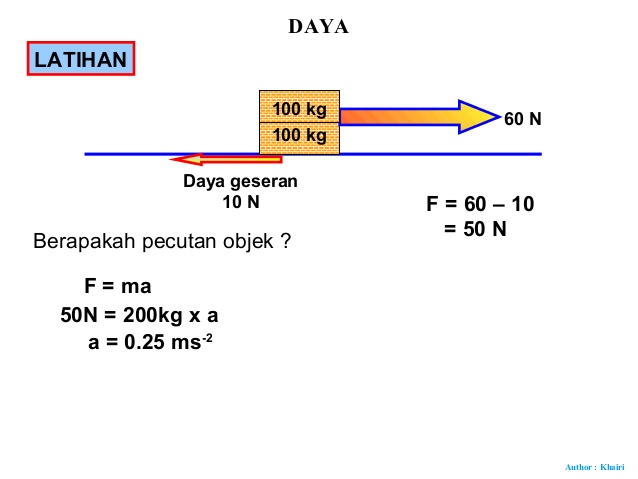 DAYA
LATIHAN
100 kg
100 kg
60 N
Daya geseran
10 N
F = 60 – 10
= 50 N
Berapakah pecutan objek ?
F = ma
50N = 200kg x a
a = 0.25 ms⁻²
Author : Khairi